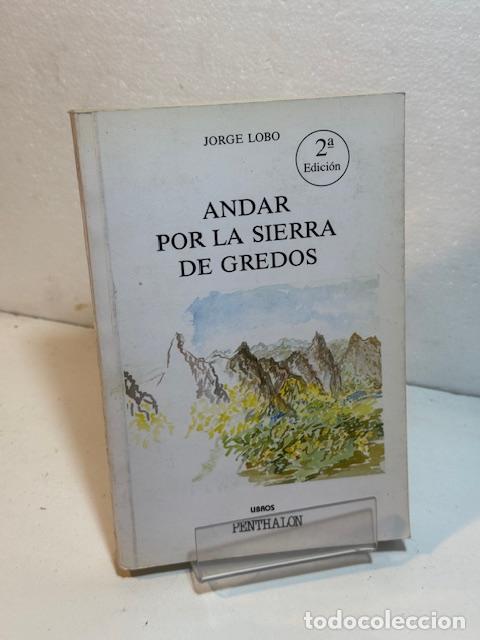 JORGE LOBO
2ª
Edición
ANDAR
POR LA SIERRA
DE GREDOS
LIBROS
PENTHALON
todocoleccion